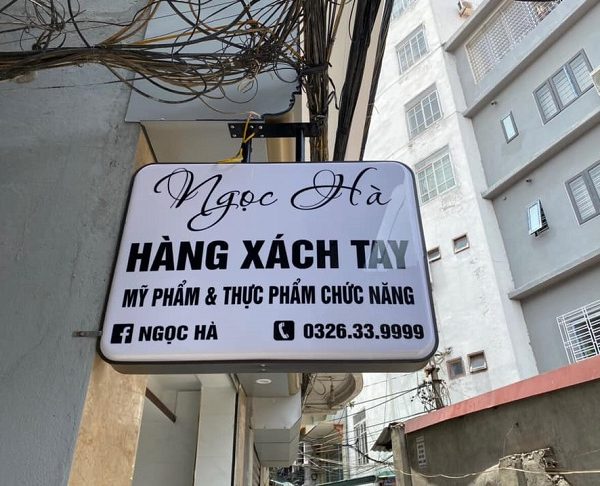 Ngọc Hà
HÀNG XÁCH TAY
MỸ PHẨM & THỰC PHẨM CHỨC NĂNG
NGỌC HÀ 0326.33.9999